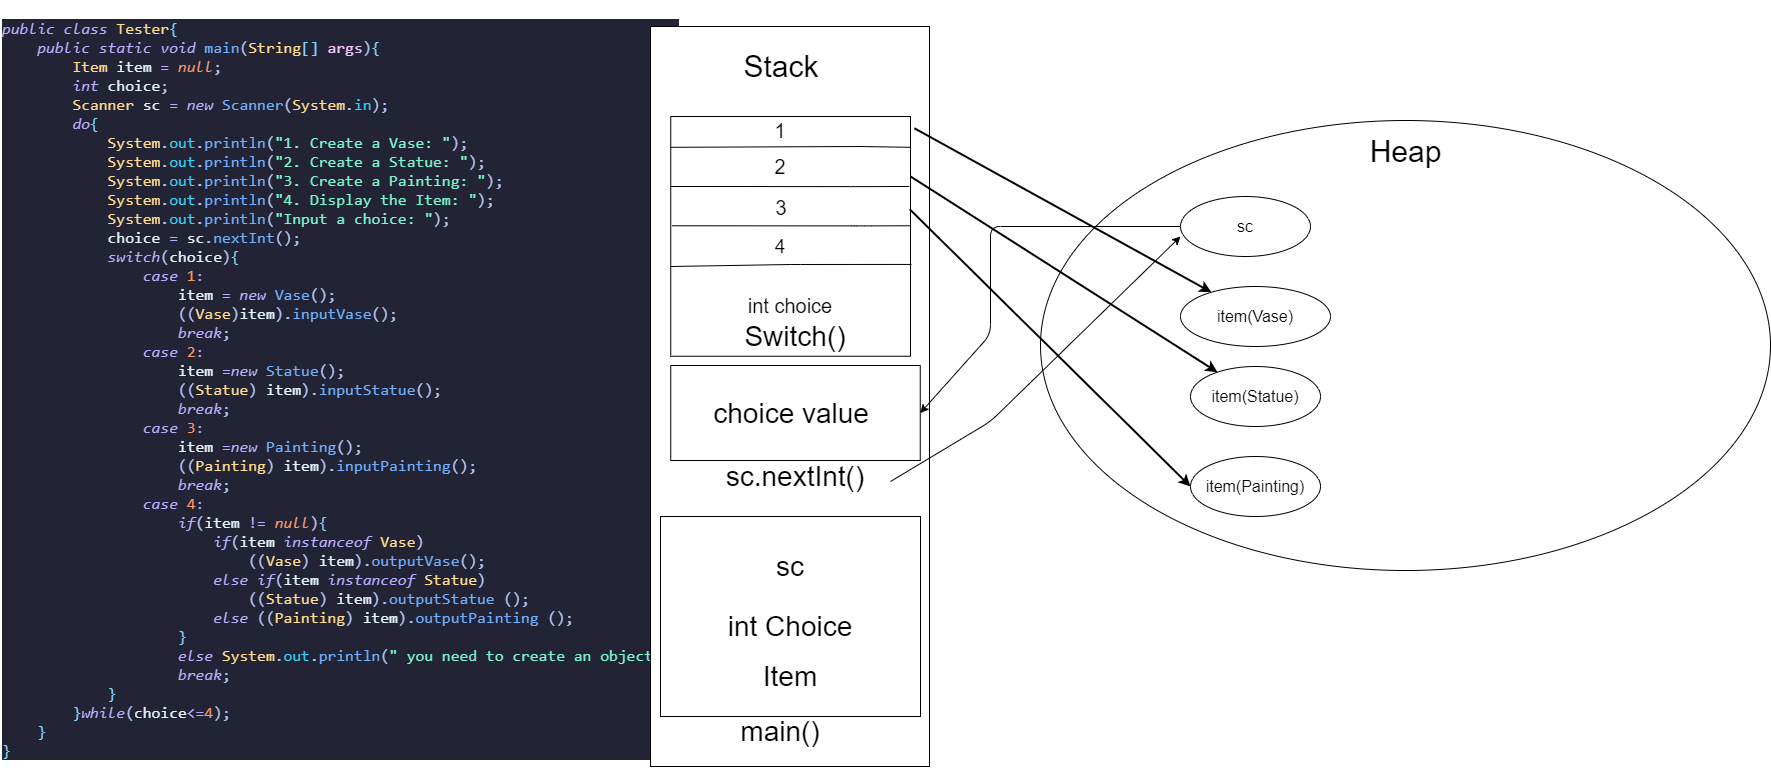 public class Tester{
public static void main(String[] args){
Item item = null;
int choice;
Scanner sc = new Scanner(System.in);
do{
System.out.println("1. Create a Vase: ");
System.out.println("2. Create a Statue: ");
System.out.println("3. Create a Painting: ");
System.out.println("4. Display the Item: ");
System.out.println("Input a choice: ");
choice = sc.nextInt();
switch(choice){
case 1:
item = new Vase();
((Vase)item).inputVase();
break;
case 2:
item =new Statue();
((Statue) item).inputStatue();
break;
case 3:
item =new Painting();
((Painting) item).inputPainting();
break;
case 4:
if(item != null){
if(item instanceof Vase)
((Vase) item).outputVase();
else if(item instanceof Statue)
((Statue) item).outputStatue ();
else ((Painting) item).outputPainting ();
}
else System.out.println(" you need to create an object
break;
}
}while(choice<=4);
}
}
Stack
1
2
3
4
int choice
Switch()
choice value
sc.nextInt()
sc
int Choice
Item
main()
Heap
sc
item(Vase)
item(Statue)
item(Painting)